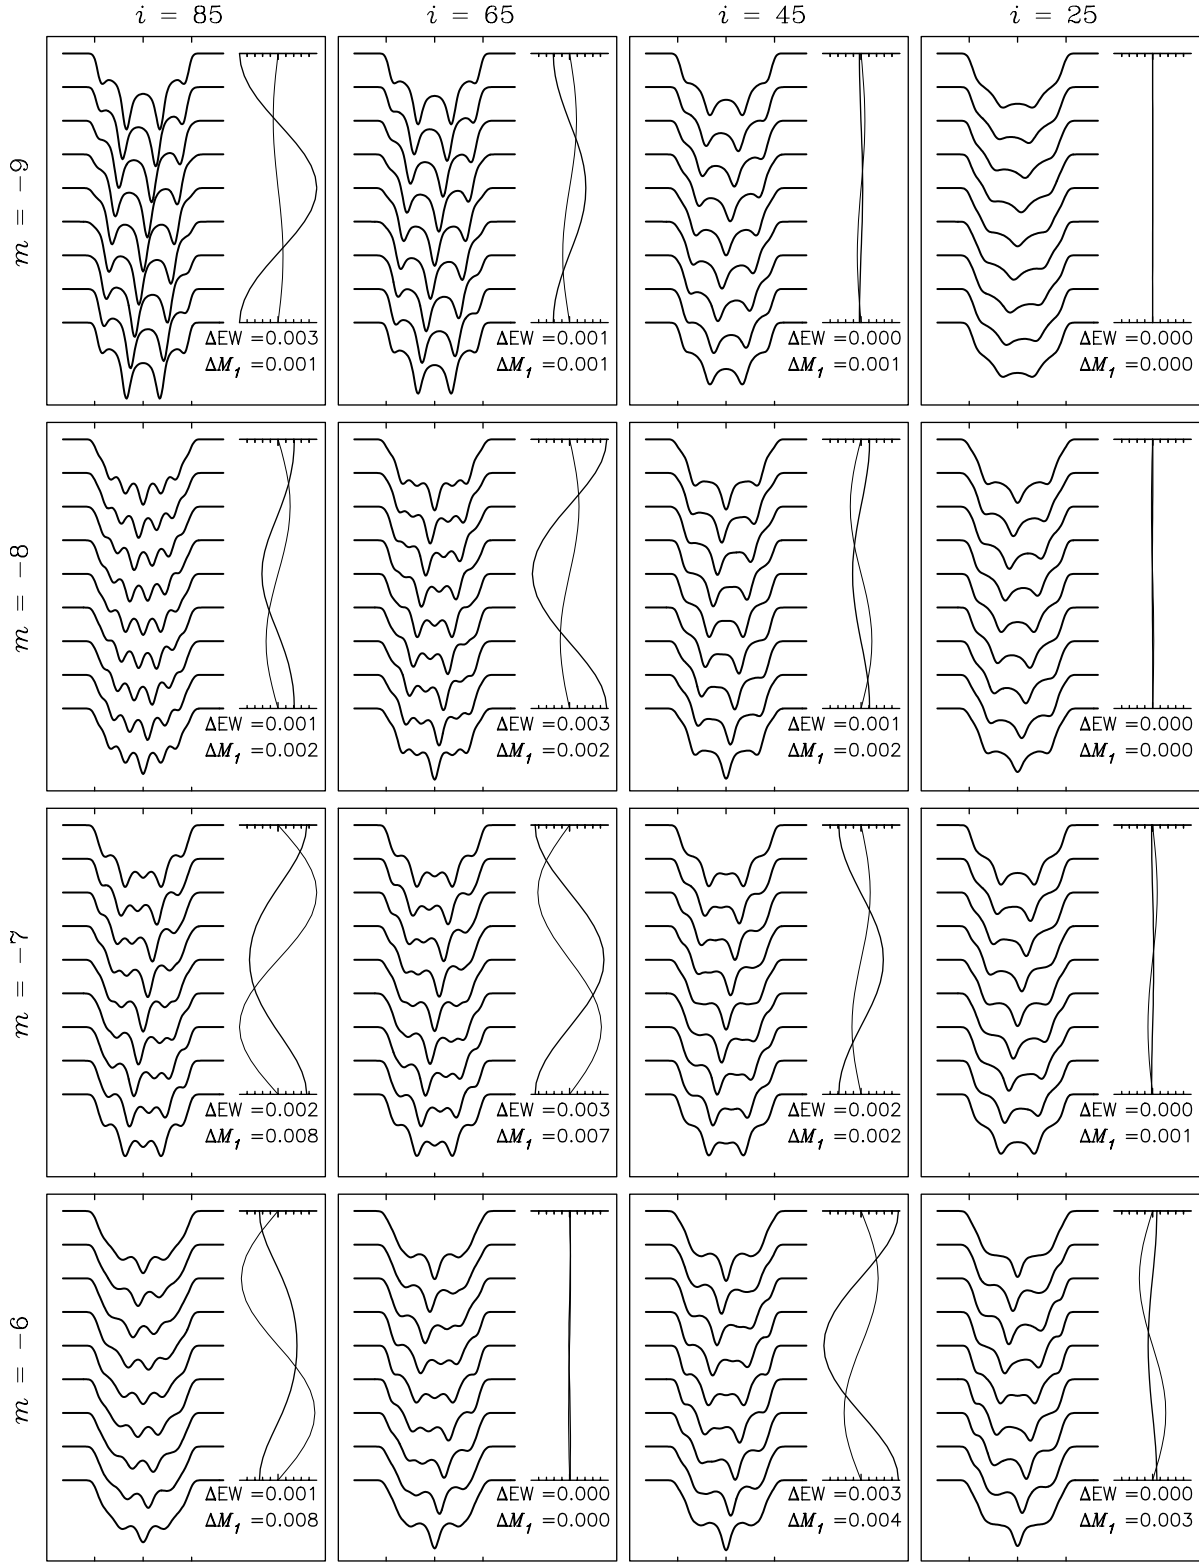 i = 85 i = 65 i = 45 i = 25
m = −9
ΔEW =0.003 ΔEW =0.001 ΔEW =0.000 ΔEW =0.000
ΔM₁ =0.001 ΔM₁ =0.001 ΔM₁ =0.001 ΔM₁ =0.000
m = −8
ΔEW =0.001 ΔEW =0.003 ΔEW =0.001 ΔEW =0.000
ΔM₁ =0.002 ΔM₁ =0.002 ΔM₁ =0.002 ΔM₁ =0.000
m = −7
ΔEW =0.002 ΔEW =0.003 ΔEW =0.002 ΔEW =0.000
ΔM₁ =0.008 ΔM₁ =0.007 ΔM₁ =0.002 ΔM₁ =0.001
m = −6
ΔEW =0.001 ΔEW =0.000 ΔEW =0.003 ΔEW =0.000
ΔM₁ =0.008 ΔM₁ =0.000 ΔM₁ =0.004 ΔM₁ =0.003